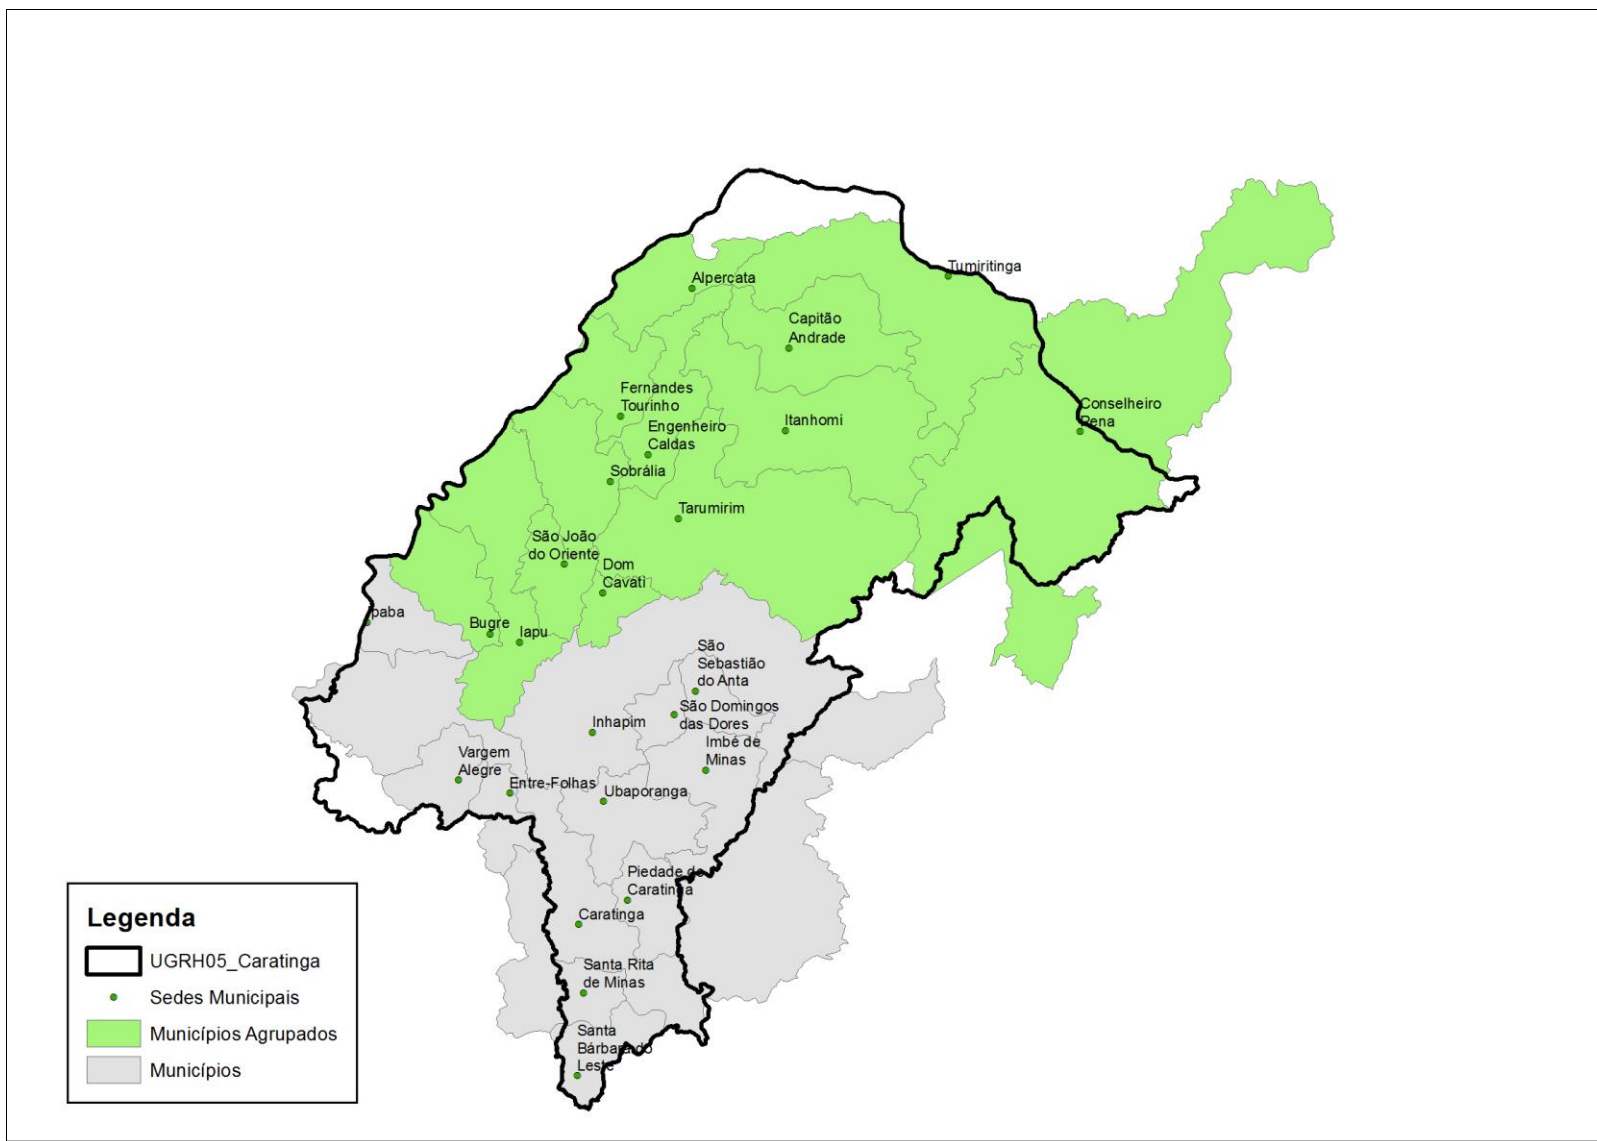 Tumiritinga
Alpercata
Capitão
Andrade
Fernandes
Tourinho
Conselheiro
Pena
Itanhomi
Engenheiro
Caldas
Sobrália
Tarumirim
São João
do Oriente
Dom
Cavati
Ipaba
Bugre
Iapu
São
Sebastião
do Anta
São Domingos
das Dores
Inhapim
Imbé de
Minas
Vargem
Alegre
Entre-Folhas
Ubaporanga
Piedade de
Caratinga
Caratinga
Santa Rita
de Minas
Santa
Bárbara do
Leste
Legenda
UGRH05_Caratinga
Sedes Municipais
Municípios Agrupados
Municípios